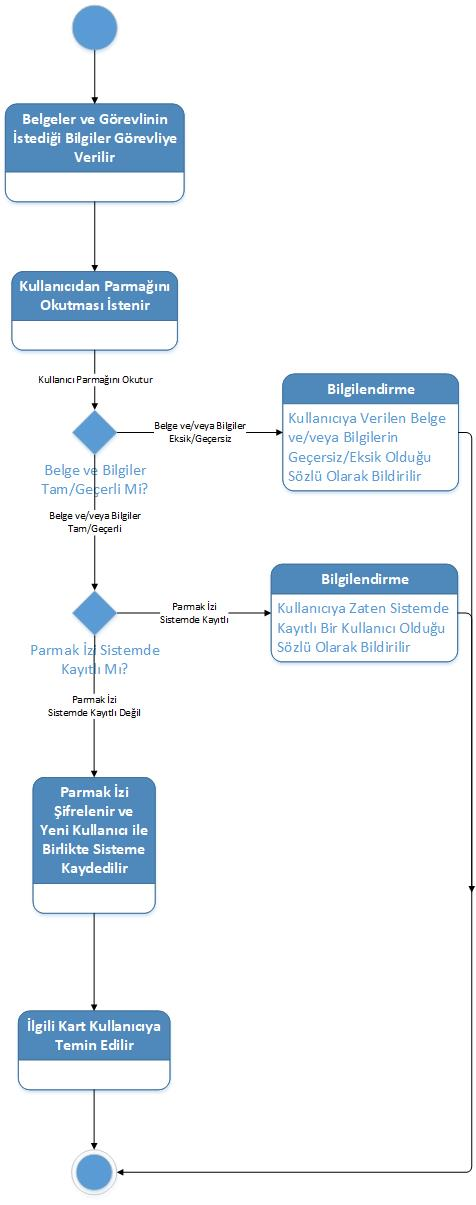 Belgeler ve Görevlinin
İstediği Bilgiler Görevliye
Verilir
Kullanıcıdan Parmağını
Okutması İstenir
Kullanıcı Parmağını Okutur
Belge ve/veya Bilgiler
Eksik/Geçersiz
Bilgilendirme
Kullanıcıya Verilen Belge
ve/veya Bilgilerin
Geçersiz/Eksik Olduğu
Sözlü Olarak Bildirilir
Belge ve Bilgiler
Tam/Geçerli Mi?
Belge ve/veya Bilgiler
Tam/Geçerli
Parmak İzi
Sistemde Kayıtlı
Bilgilendirme
Kullanıcıya Zaten Sistemde
Kayıtlı Bir Kullanıcı Olduğu
Sözlü Olarak Bildirilir
Parmak İzi Sistemde
Kayıtlı Mı?
Parmak İzi
Sistemde Kayıtlı Değil
Parmak İzi
Şifrelenir ve
Yeni Kullanıcı ile
Birlikte Sisteme
Kaydedilir
İlgili Kart Kullanıcıya
Temin Edilir